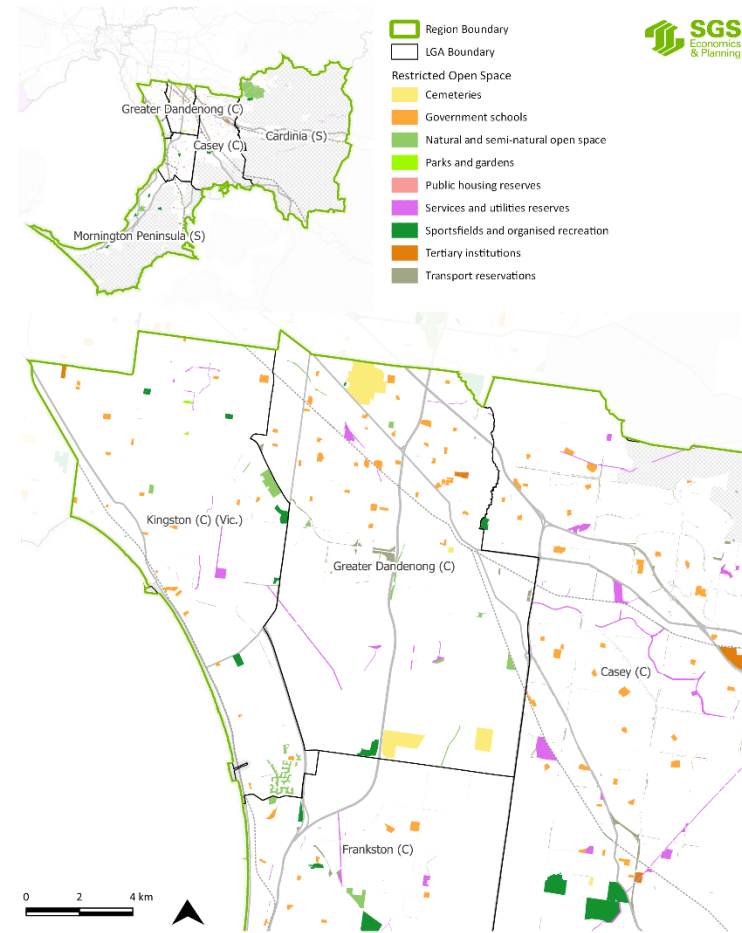 Region Boundary
LGA Boundary
SGS
Economics
& Planning
Restricted Open Space
Cemeteries
Government schools
Natural and semi-natural open space
Parks and gardens
Public housing reserves
Services and utilities reserves
Sportsfields and organised recreation
Tertiary institutions
Transport reservations
Greater Dandenong (C)
Cardinia (S)
Casey (C)
Mornington Peninsula (S)
Kingston (C) (Vic.)
Greater Dandenong (C)
Casey (C)
Frankston (C)
0 2 4 km